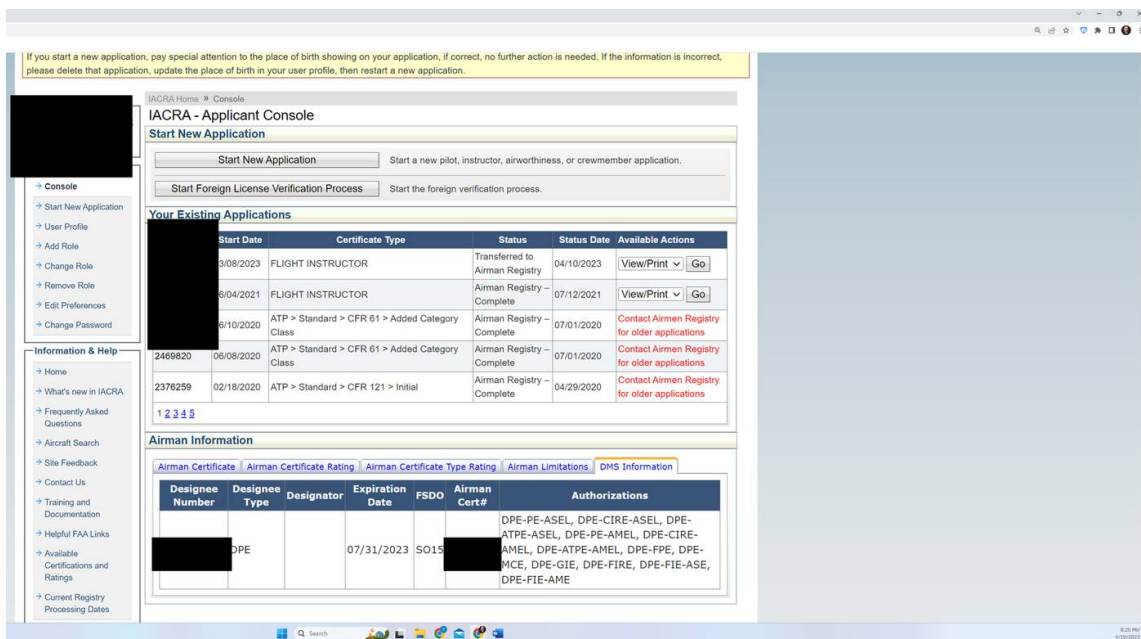 If you start a new application, pay special attention to the place of birth showing on your application, if correct, no further action is needed. If the information is incorrect,
please delete that application, update the place of birth in your user profile, then restart a new application.
IACRA Home » Console
IACRA - Applicant Console
Start New Application
Start New Application
Start a new pilot, instructor, airworthiness, or crewmember application.
Start Foreign License Verification Process
Start the foreign verification process.
Console
Start New Application
User Profile
Add Role
Change Role
Remove Role
Edit Preferences
Change Password
Information & Help
Home
What's new in IACRA
Frequently Asked
Questions
Aircraft Search
Site Feedback
Contact Us
Training and
Documentation
Helpful FAA Links
Available
Certifications and
Ratings
Current Registry
Processing Dates
Your Existing Applications
Start Date Certificate Type Status Status Date Available Actions
3/08/2023 FLIGHT INSTRUCTOR Transferred to 04/10/2023 View/Print Go
Airman Registry
6/04/2021 FLIGHT INSTRUCTOR Airman Registry – 07/12/2021 View/Print Go
Complete
6/10/2020 ATP > Standard > CFR 61 > Added Category Airman Registry – 07/01/2020 Contact Airmen Registry
Class Complete for older applications
2469820 06/08/2020 ATP > Standard > CFR 61 > Added Category Airman Registry – 07/01/2020 Contact Airmen Registry
Class Complete for older applications
2376259 02/18/2020 ATP > Standard > CFR 121 > Initial Airman Registry – 04/29/2020 Contact Airmen Registry
Complete for older applications
1 2 3 4 5
Airman Information
Airman Certificate Airman Certificate Rating Airman Certificate Type Rating Airman Limitations DMS Information
Designee Designee Designator Expiration FSDO Airman Authorizations
Number Type Date Cert#
DPE 07/31/2023 SO15
DPE-PE-ASEL, DPE-CIRE-ASEL, DPE-
ATPE-ASEL, DPE-PE-AMEL, DPE-CIRE-
AMEL, DPE-ATPE-AMEL, DPE-FPE, DPE-
MCE, DPE-GIE, DPE-FIRE, DPE-FIE-ASE,
DPE-FIE-AME
Search
8:20 PM
4/10/2023